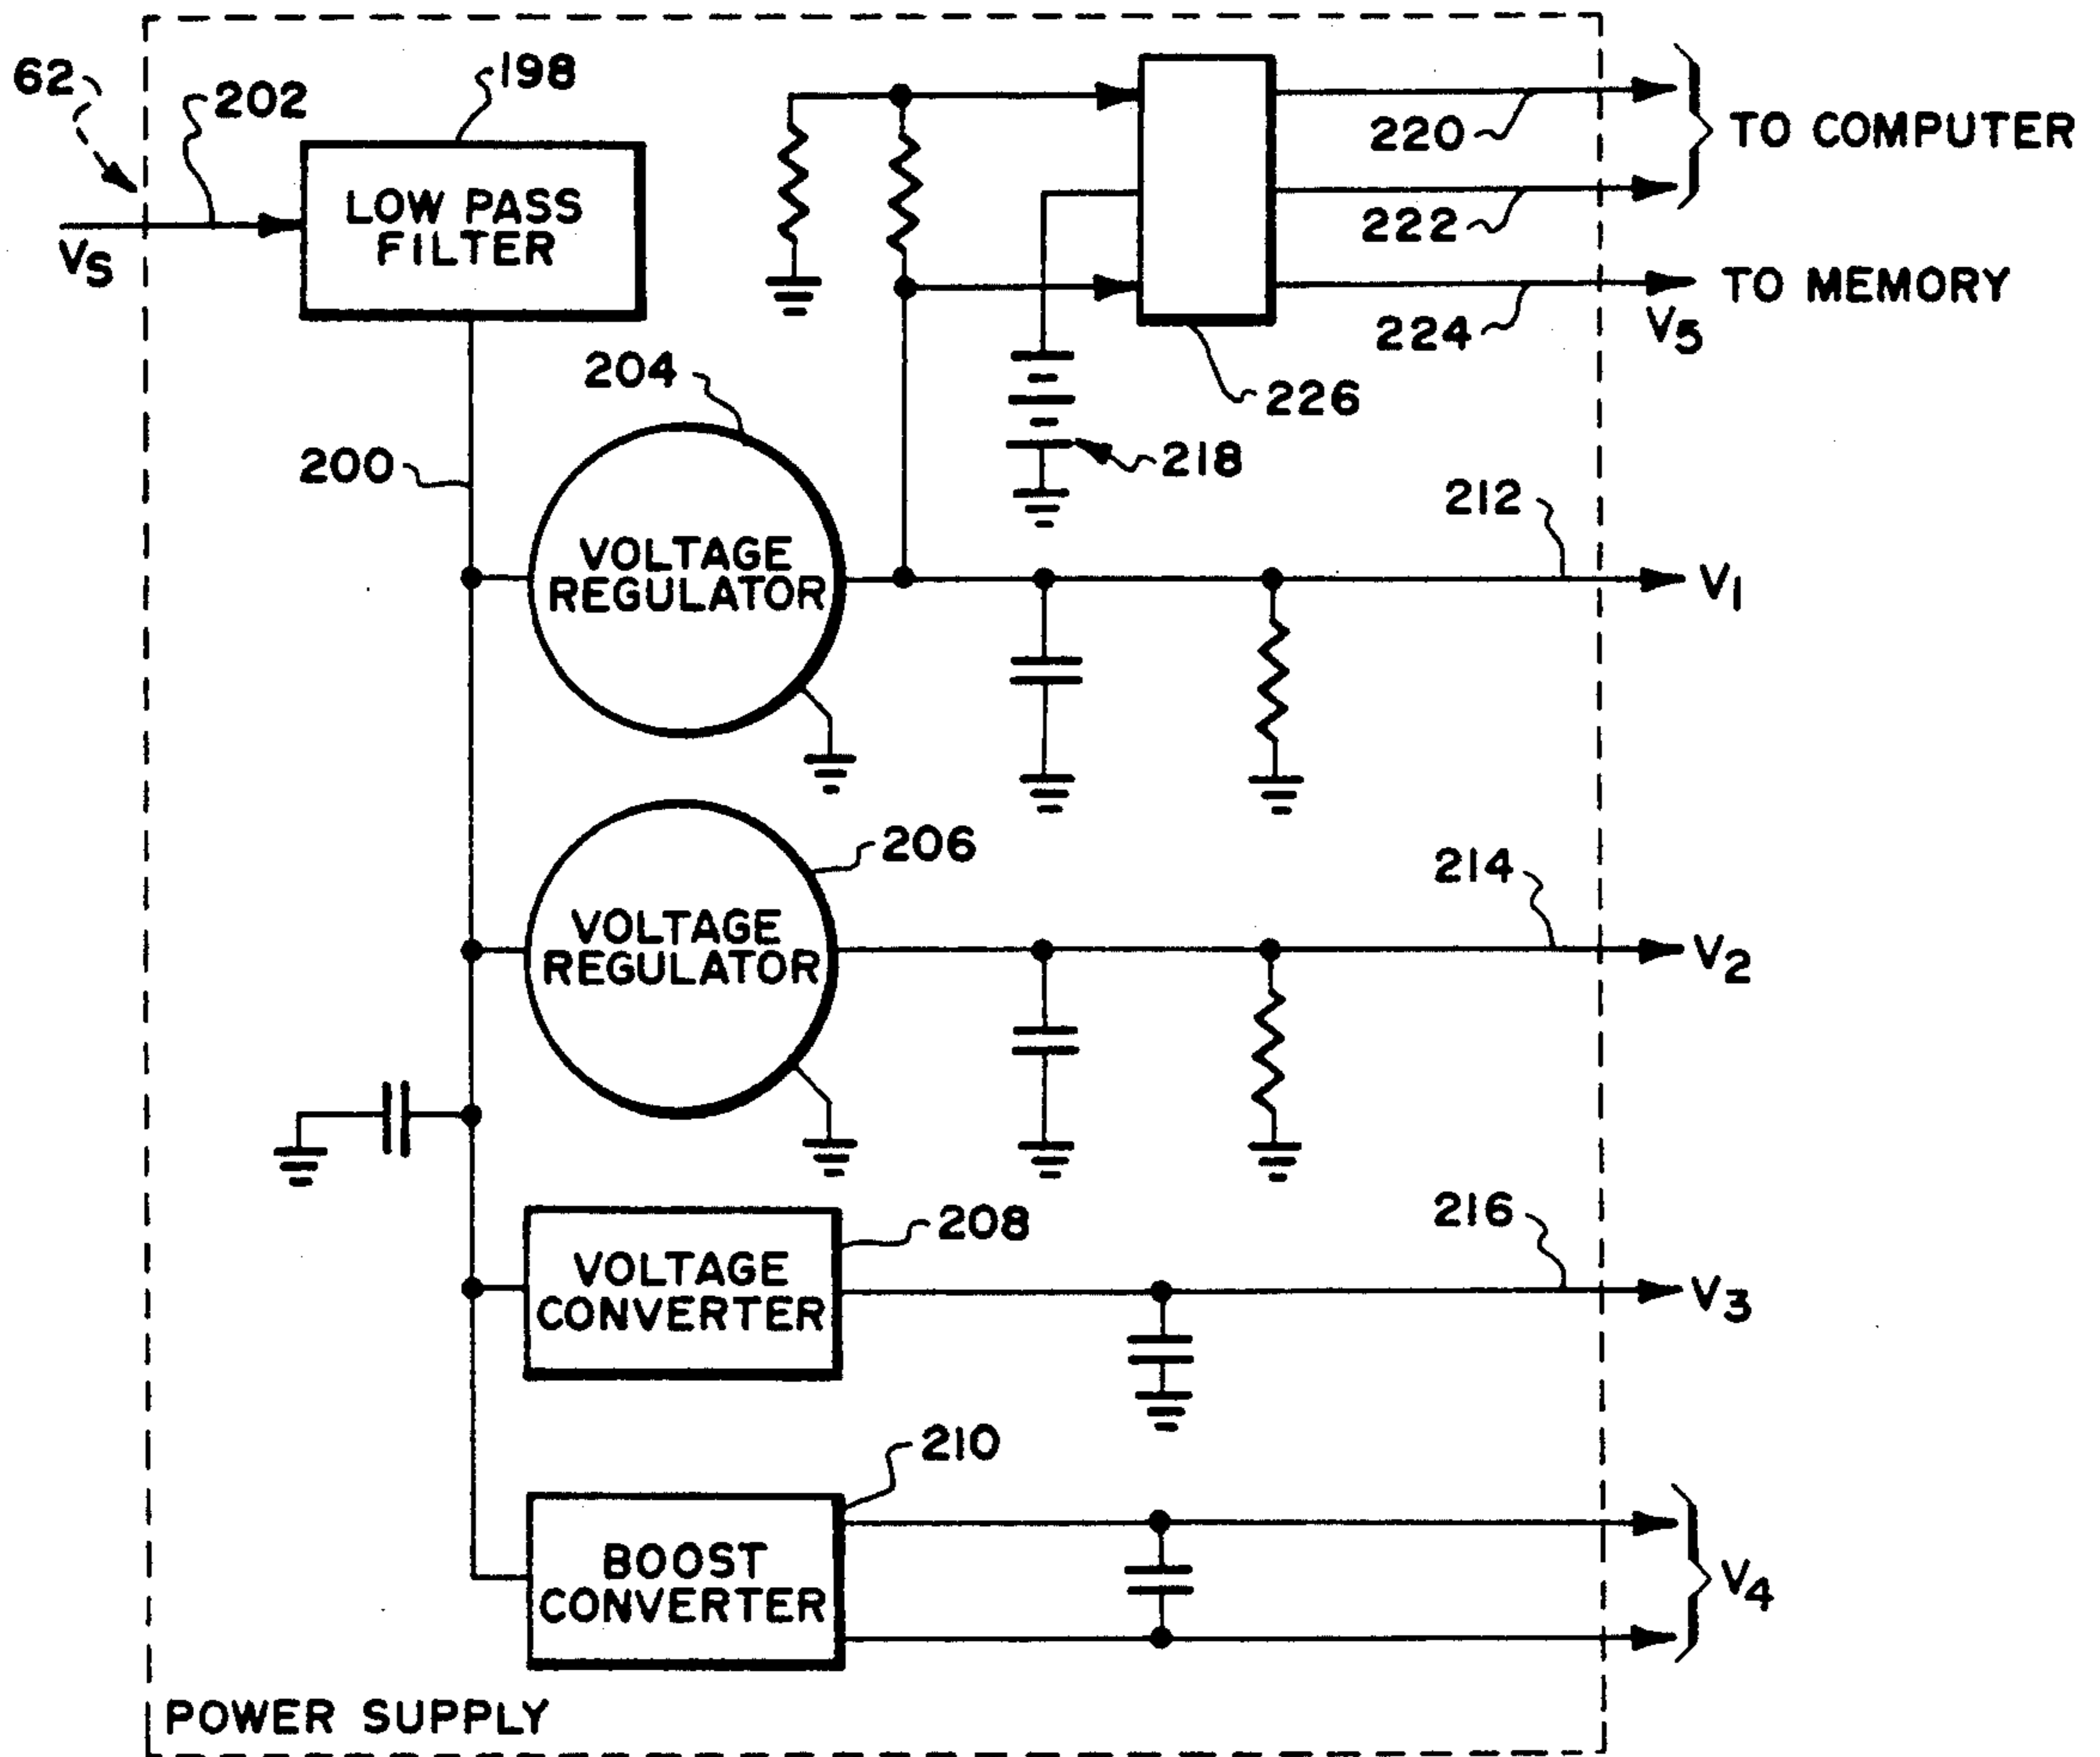 62
202
198
LOW PASS
FILTER
VS
220
TO COMPUTER
222
TO MEMORY
224
V5
226
204
218
200
VOLTAGE
REGULATOR
212
V1
206
VOLTAGE
REGULATOR
214
V2
208
VOLTAGE
CONVERTER
216
V3
210
BOOST
CONVERTER
V4
POWER SUPPLY